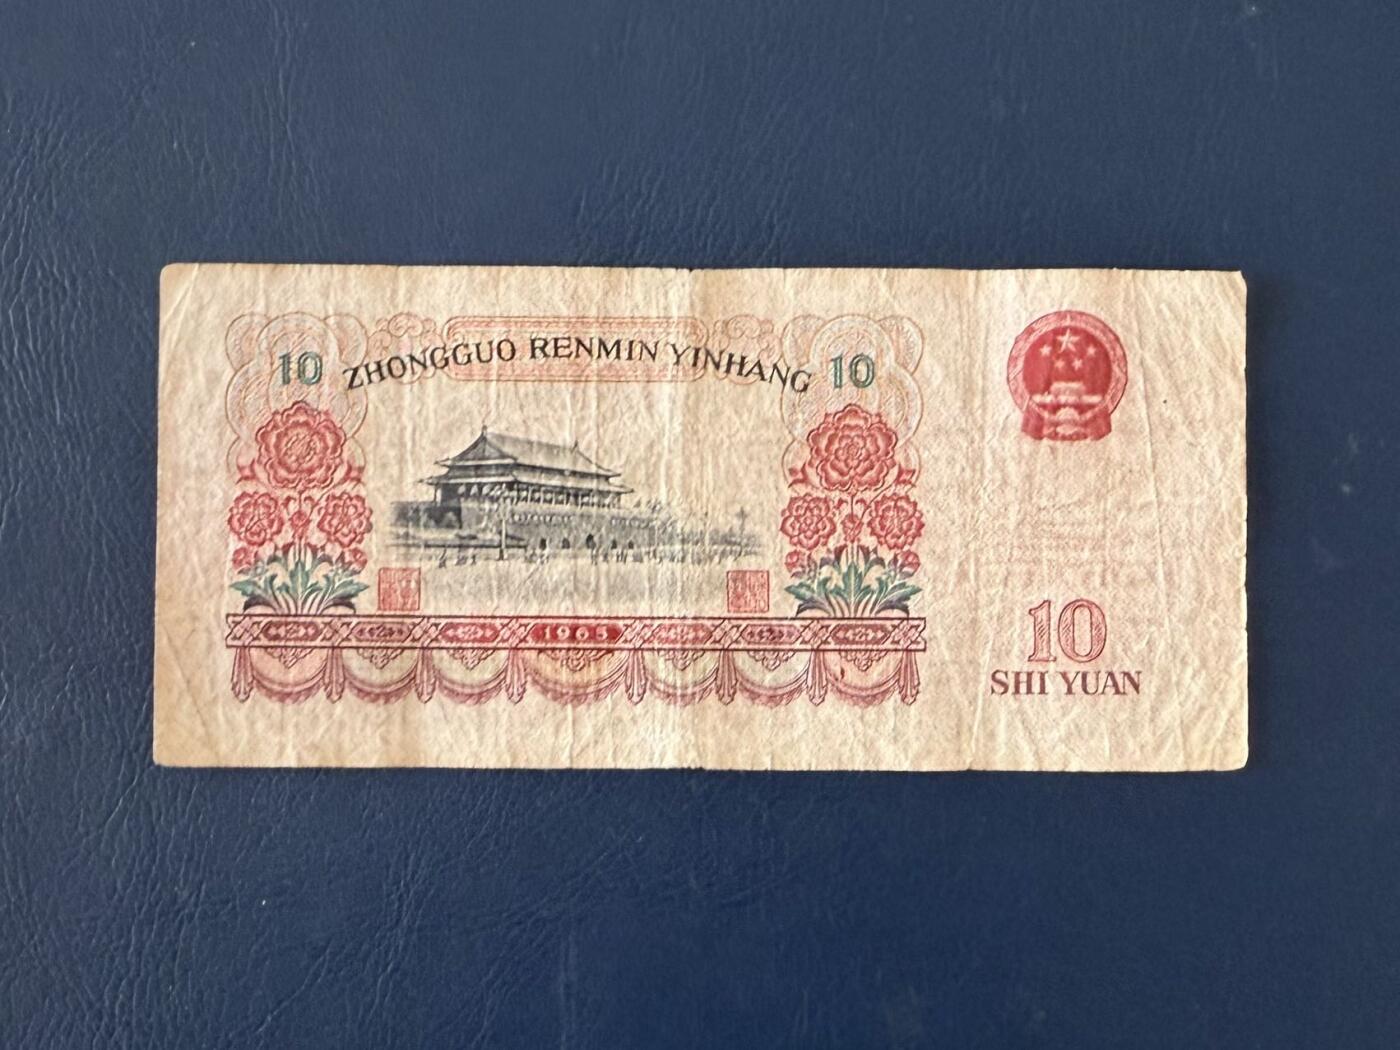 10 ZHONGGUO RENMIN YINHANG 10
1965
10
SHI YUAN